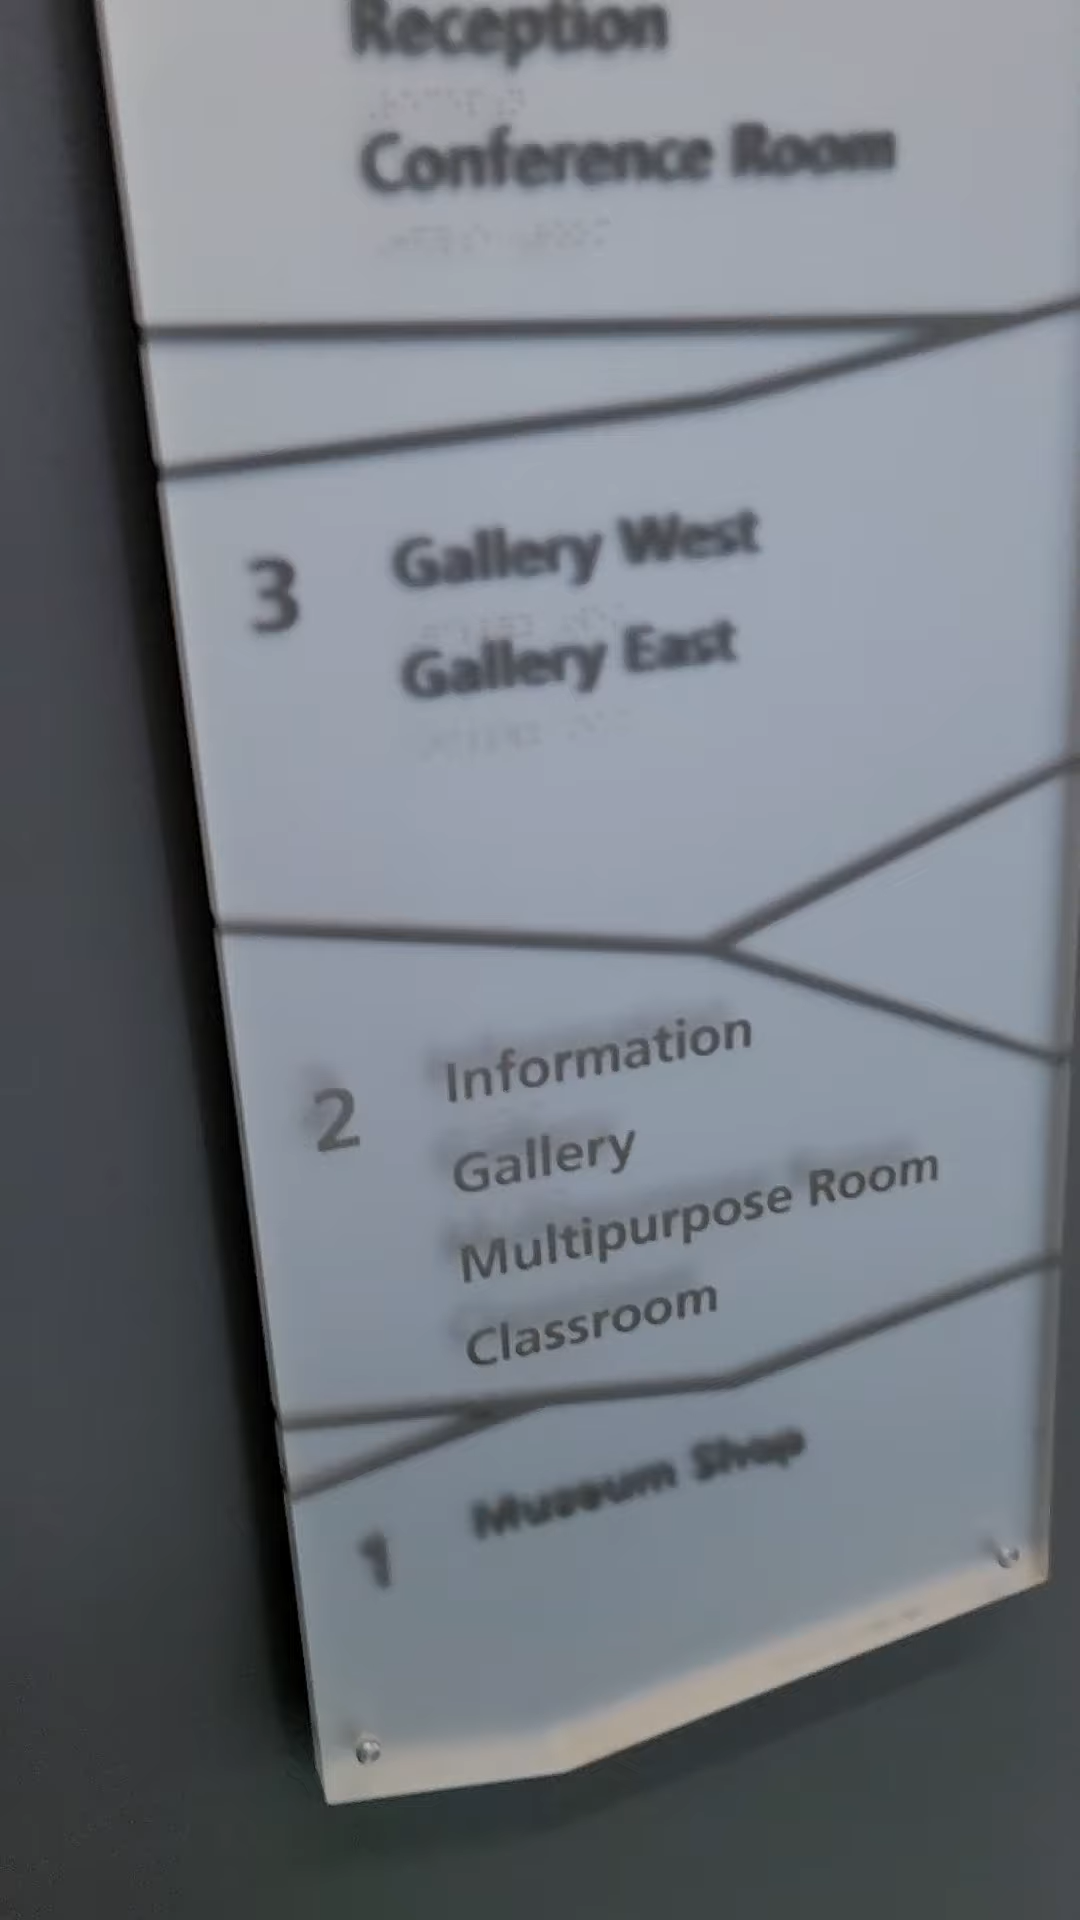 Reception
Conference Room
3 Gallery West
Gallery East
2 Information
Gallery
Multipurpose Room
Classroom
1 Museum Shop